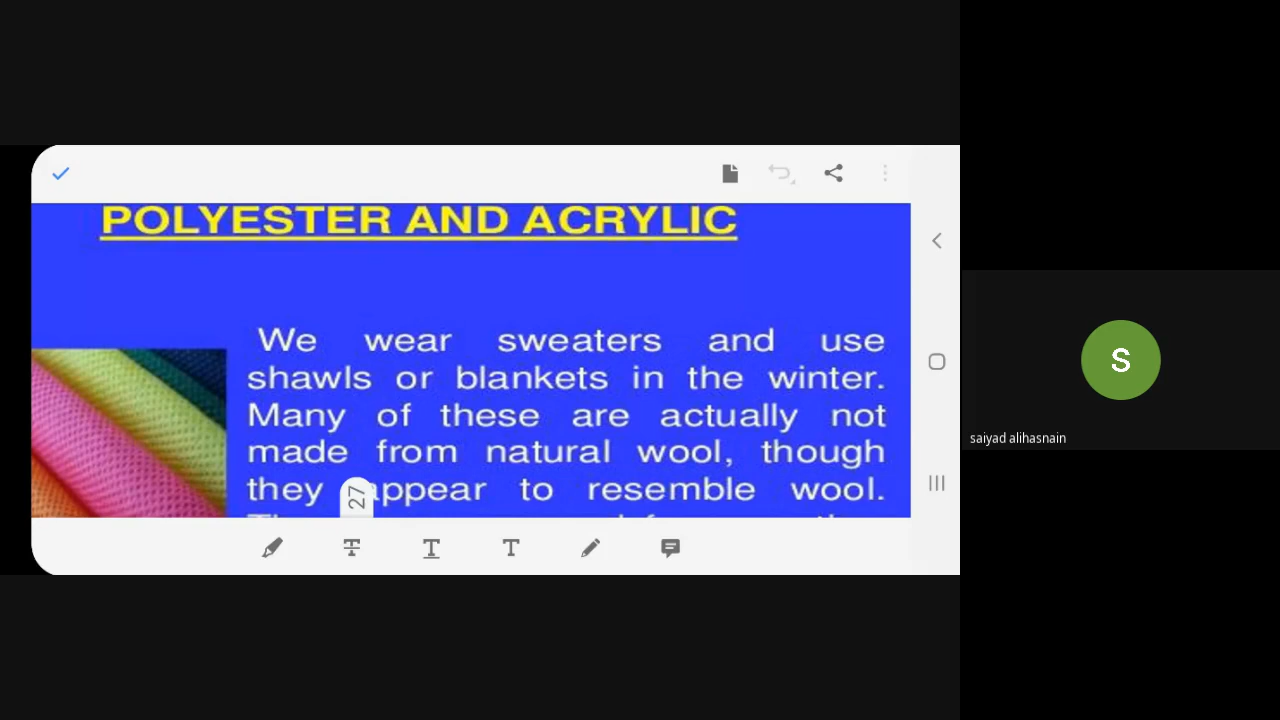 POLYESTER AND ACRYLIC
We wear sweaters and use
shawls or blankets in the winter.
Many of these are actually not
made from natural wool, though
they appear to resemble wool.
27
S
saiyad alihasnain